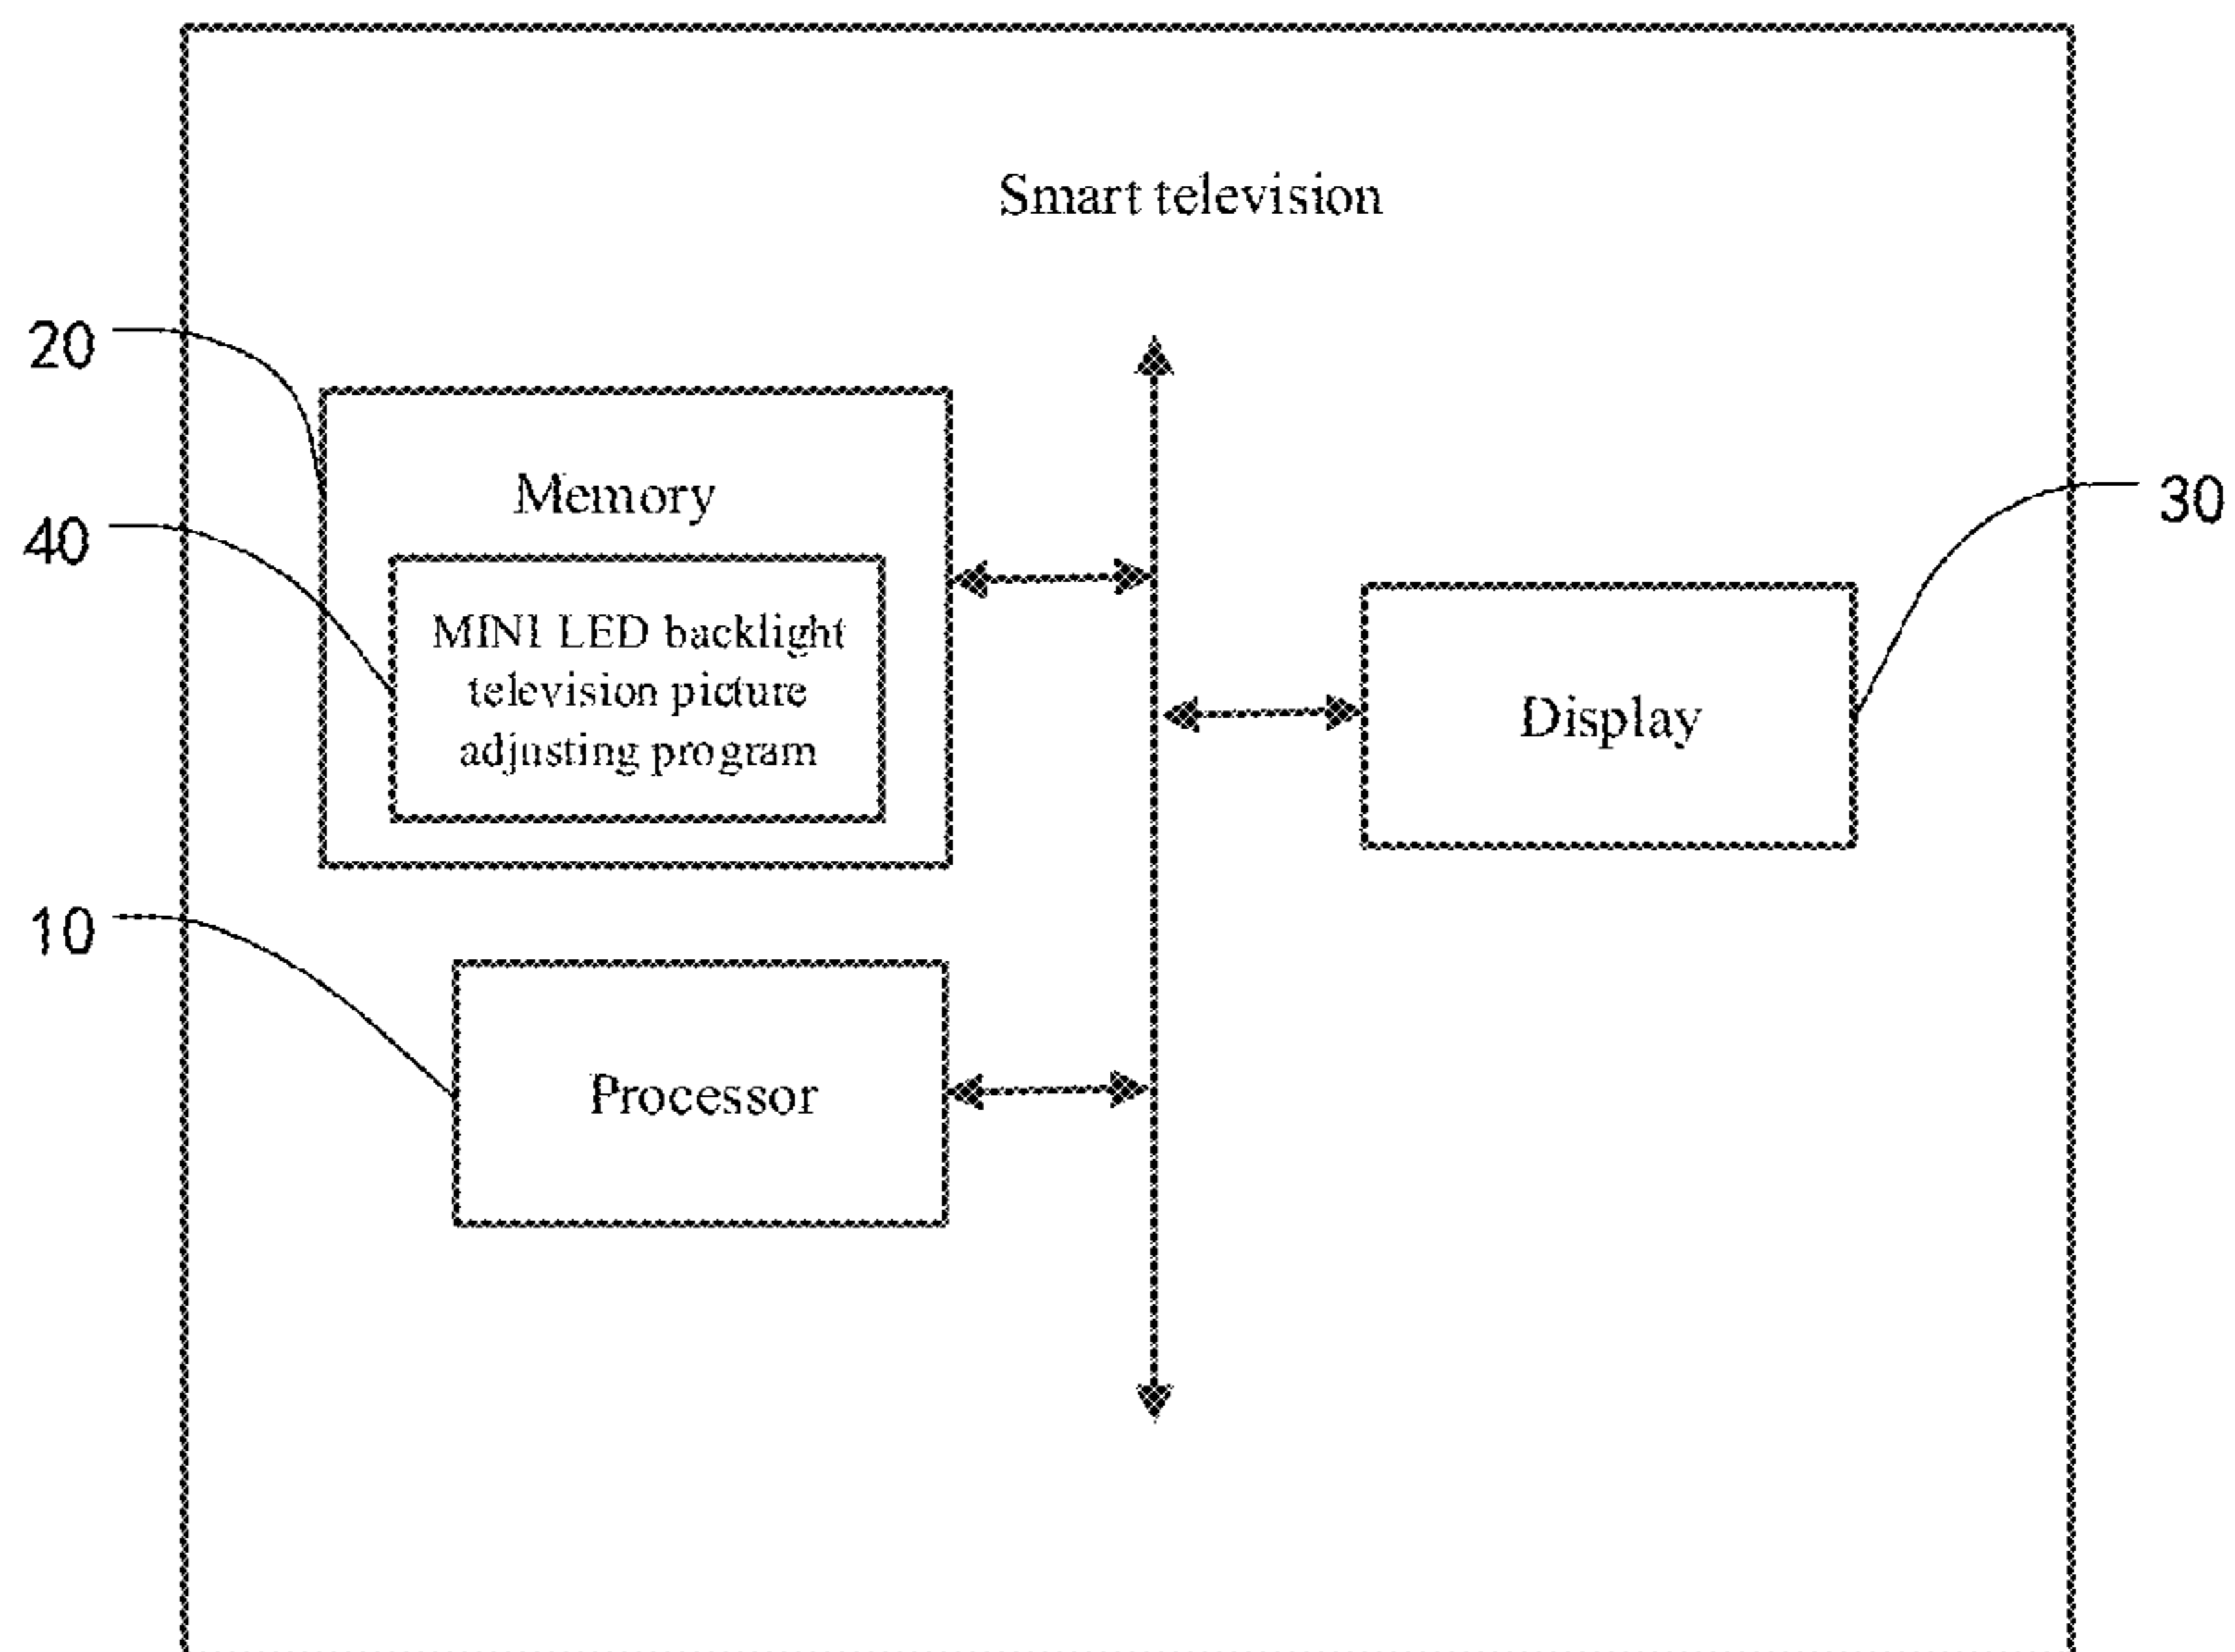 Smart television
20
Memory
40
30
MINI LED backlight
television picture
adjusting program
Display
10
Processor